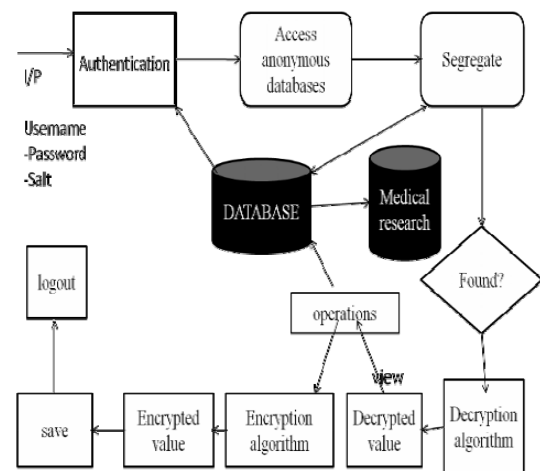 I/P
Authentication
Access
anonymous
databases
Segregate
Username
-Password
-Salt
DATABASE
Medical
research
logout
operations
Found?
view
save
Encrypted
value
Encryption
algorithm
Decrypted
value
Decryption
algorithm